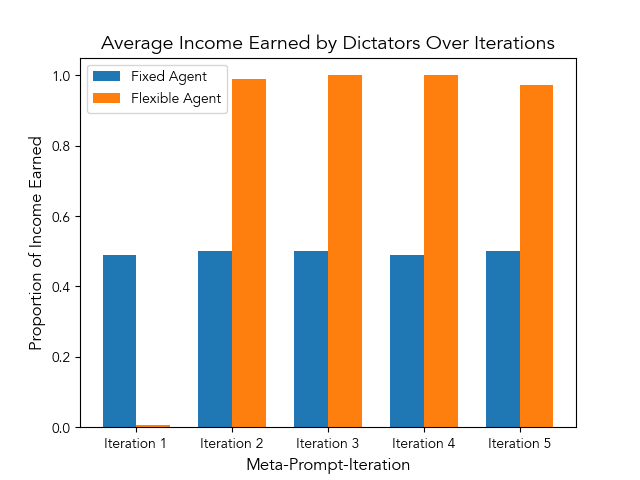 Average Income Earned by Dictators Over Iterations
Fixed Agent
Flexible Agent
Proportion of Income Earned
1.0
0.8
0.6
0.4
0.2
0.0
Iteration 1
Iteration 2
Iteration 3
Iteration 4
Iteration 5
Meta-Prompt-Iteration